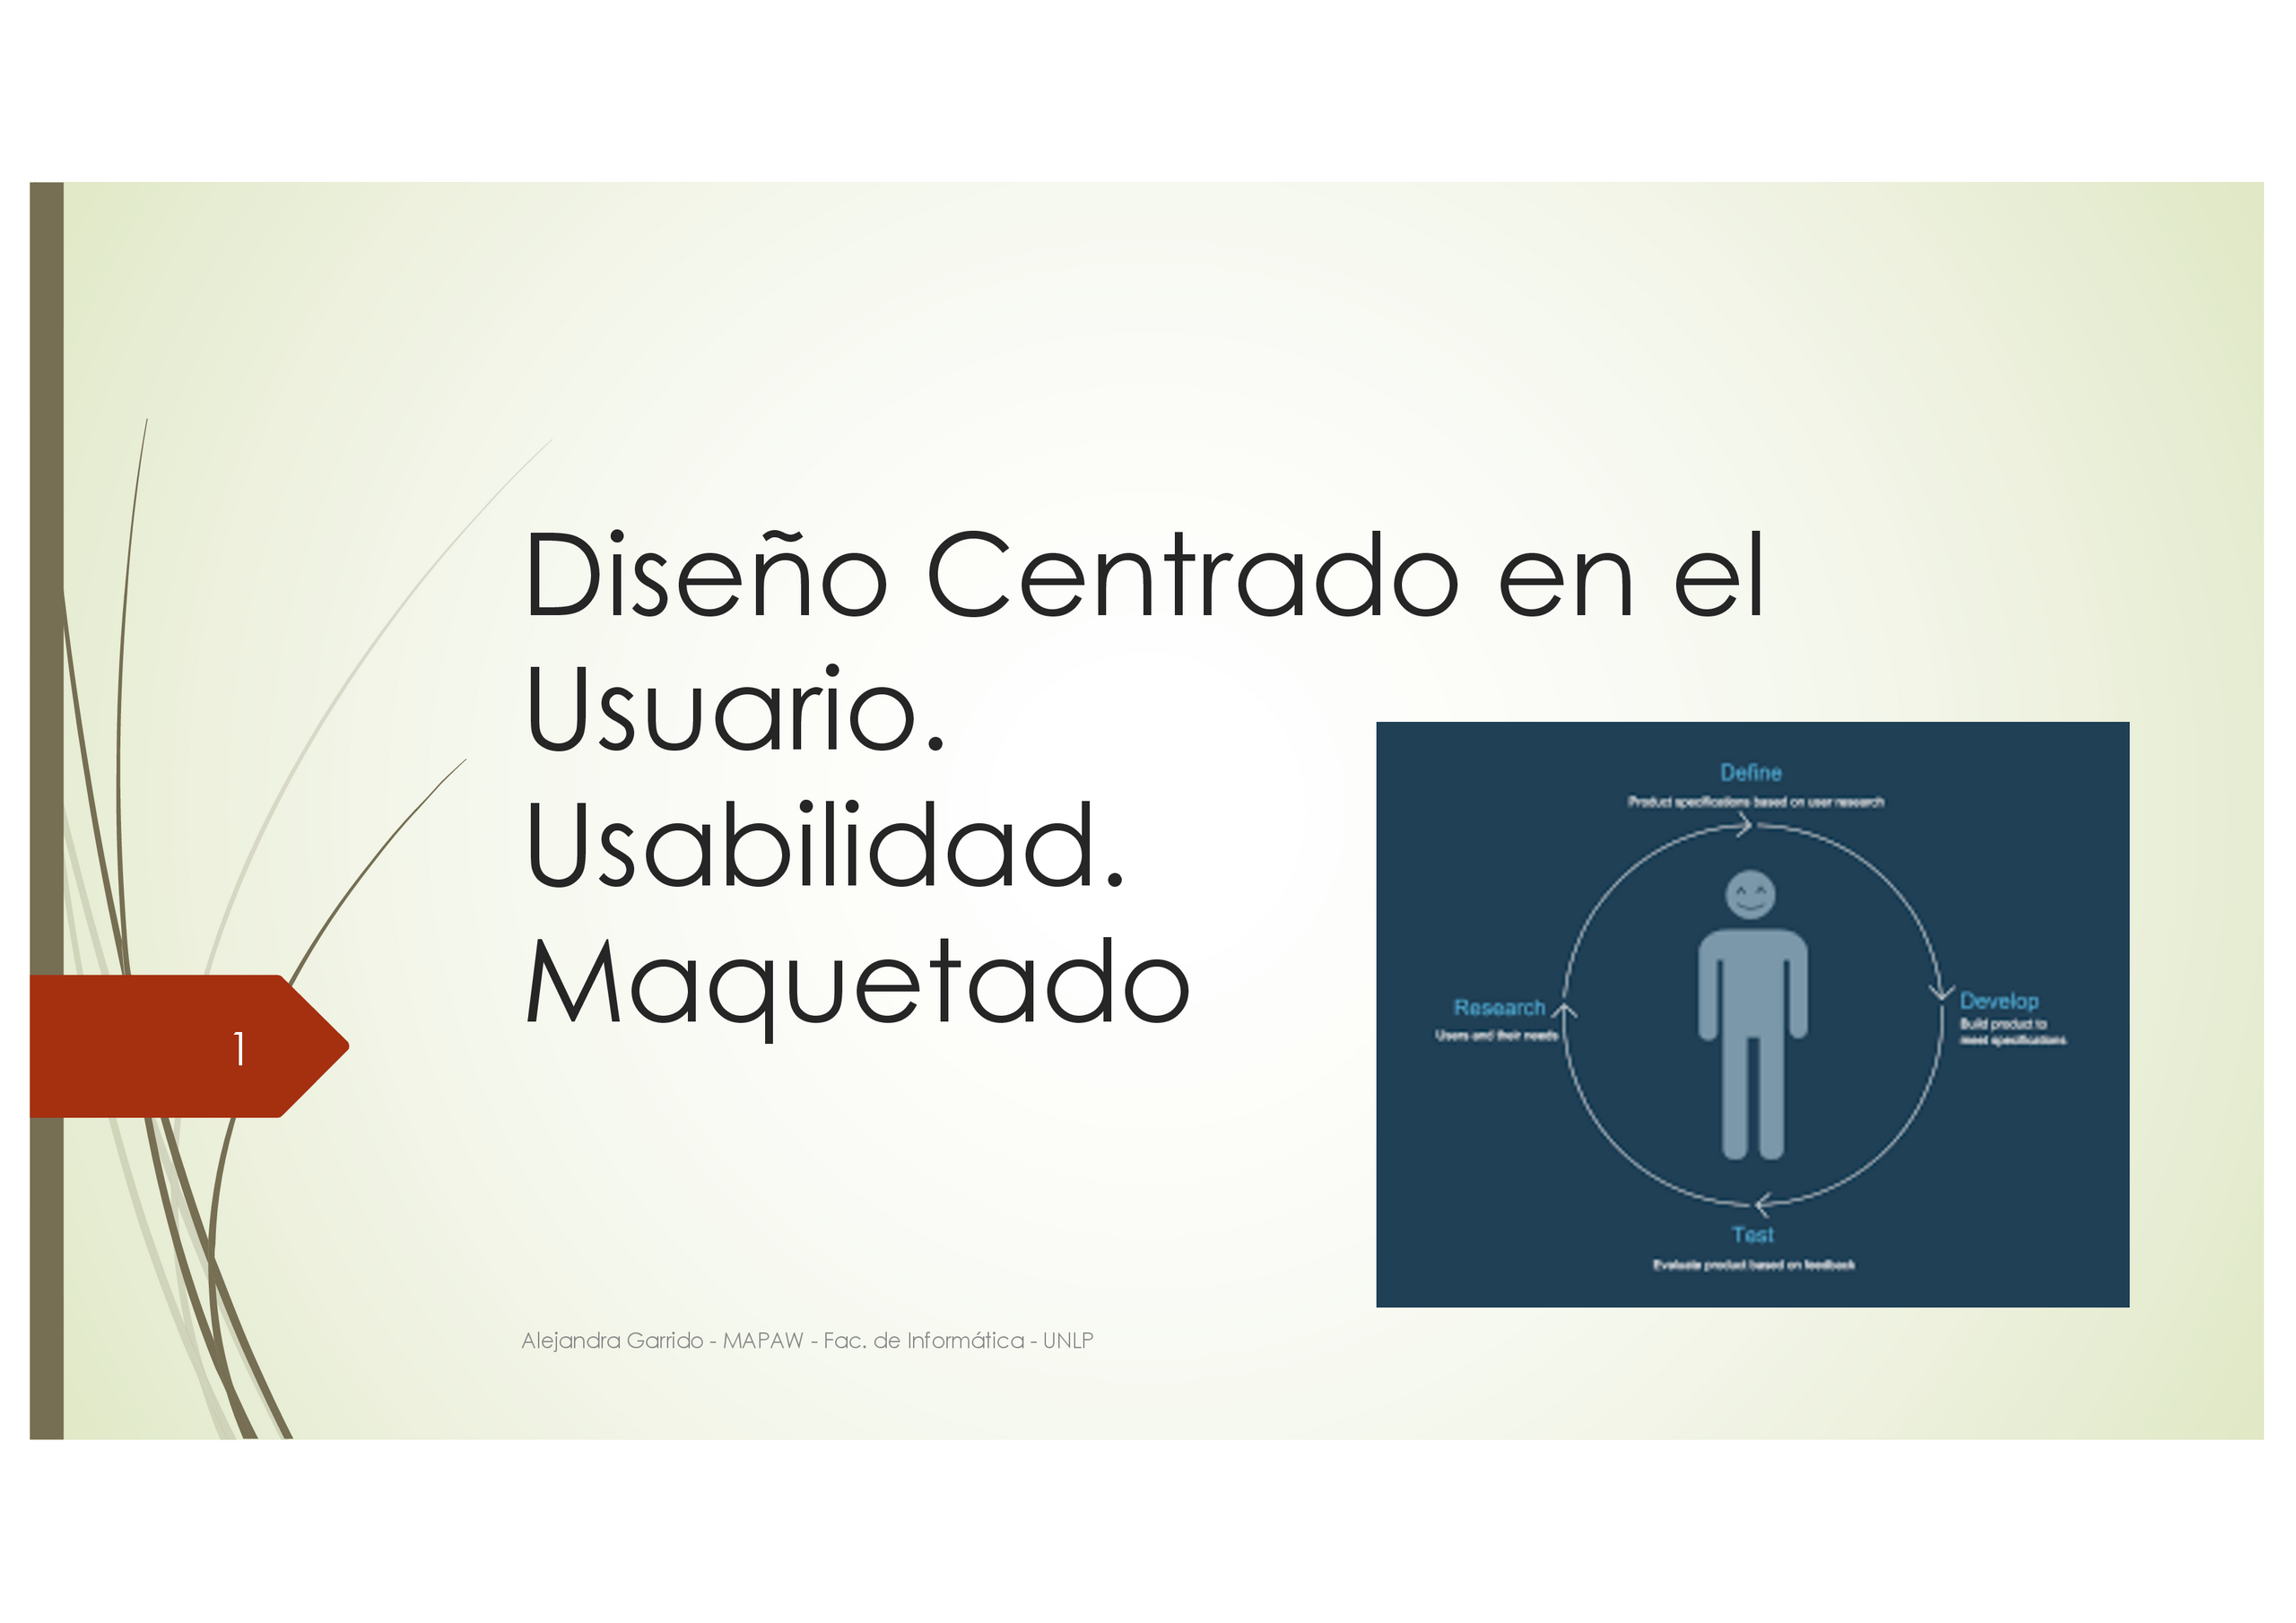 Diseño Centrado en el
Usuario.
Usabilidad.
Maquetado
Define
Product specifications based on user research
Research
Users and their needs
Develop
Build product to
meet specifications
Test
Evaluate product based on feedback
1
Alejandra Garrido - MAPAW - Fac. de Informática - UNLP